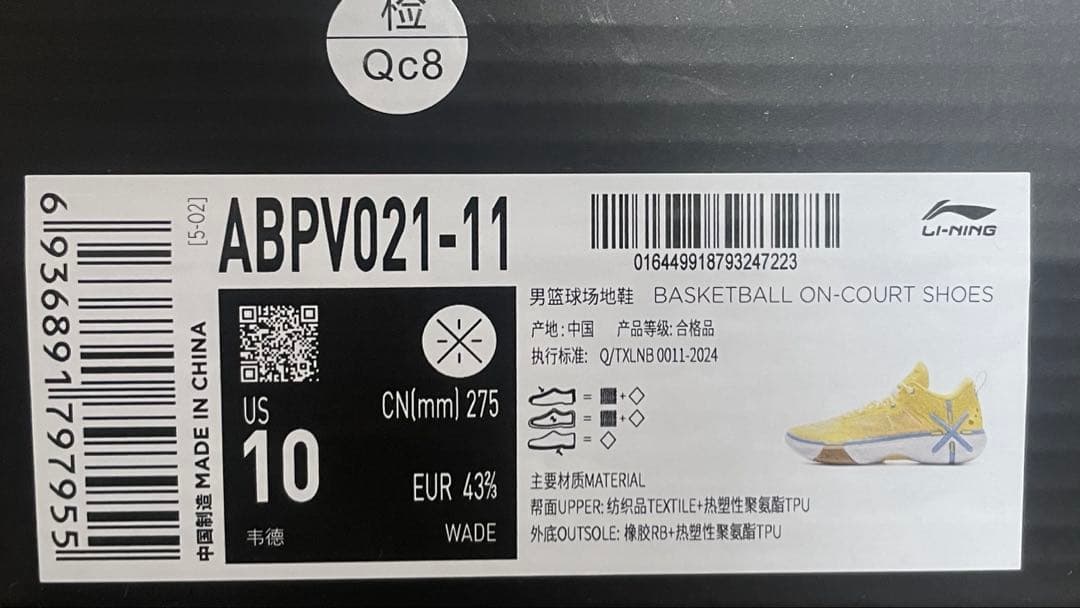 检
Qc8
6936891797955
[5-02]
中国制造 MADE IN CHINA
ABPV021-11
016449918793247223
LI-NING
男篮球场地鞋 BASKETBALL ON-COURT SHOES
产地:中国 产品等级:合格品
执行标准: Q/TXLNB 0011-2024
US
10
韦德
CN(mm) 275
EUR 43⅔
WADE
主要材质MATERIAL
帮面UPPER: 纺织品TEXTILE+热塑性聚氨酯TPU
外底OUTSOLE: 橡胶RB+热塑性聚氨酯TPU